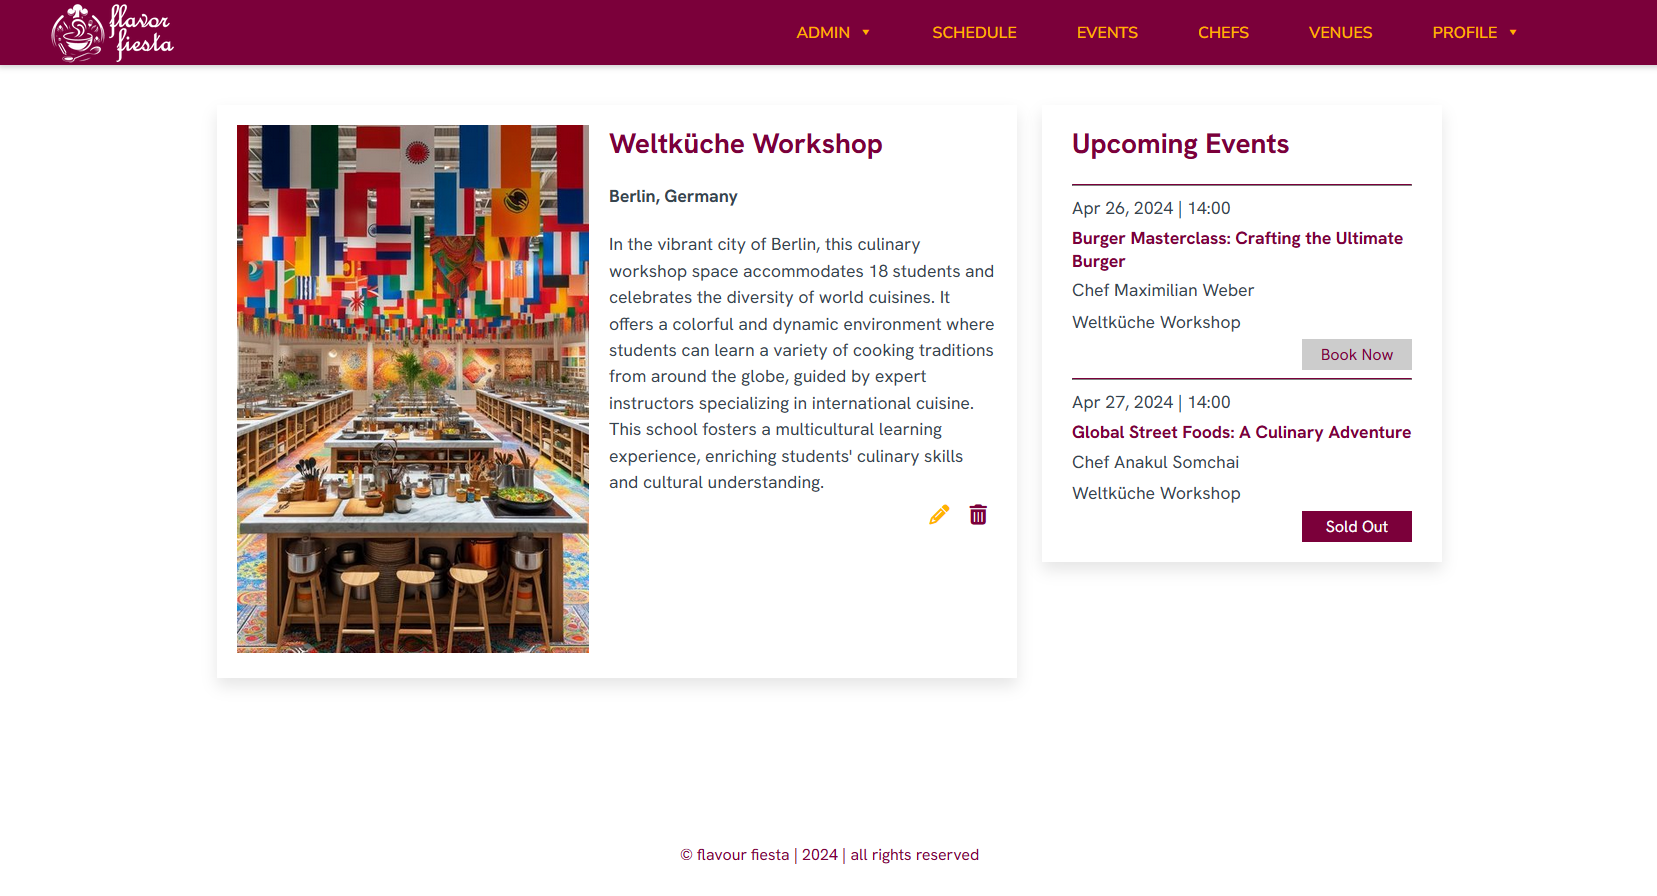 flavor
fiesta
ADMIN SCHEDULE EVENTS CHEFS VENUES PROFILE
Weltküche Workshop
Berlin, Germany
In the vibrant city of Berlin, this culinary
workshop space accommodates 18 students and
celebrates the diversity of world cuisines. It
offers a colorful and dynamic environment where
students can learn a variety of cooking traditions
from around the globe, guided by expert
instructors specializing in international cuisine.
This school fosters a multicultural learning
experience, enriching students' culinary skills
and cultural understanding.
Upcoming Events
Apr 26, 2024 | 14:00
Burger Masterclass: Crafting the Ultimate
Burger
Chef Maximilian Weber
Weltküche Workshop
Book Now
Apr 27, 2024 | 14:00
Global Street Foods: A Culinary Adventure
Chef Anakul Somchai
Weltküche Workshop
Sold Out
© flavour fiesta | 2024 | all rights reserved